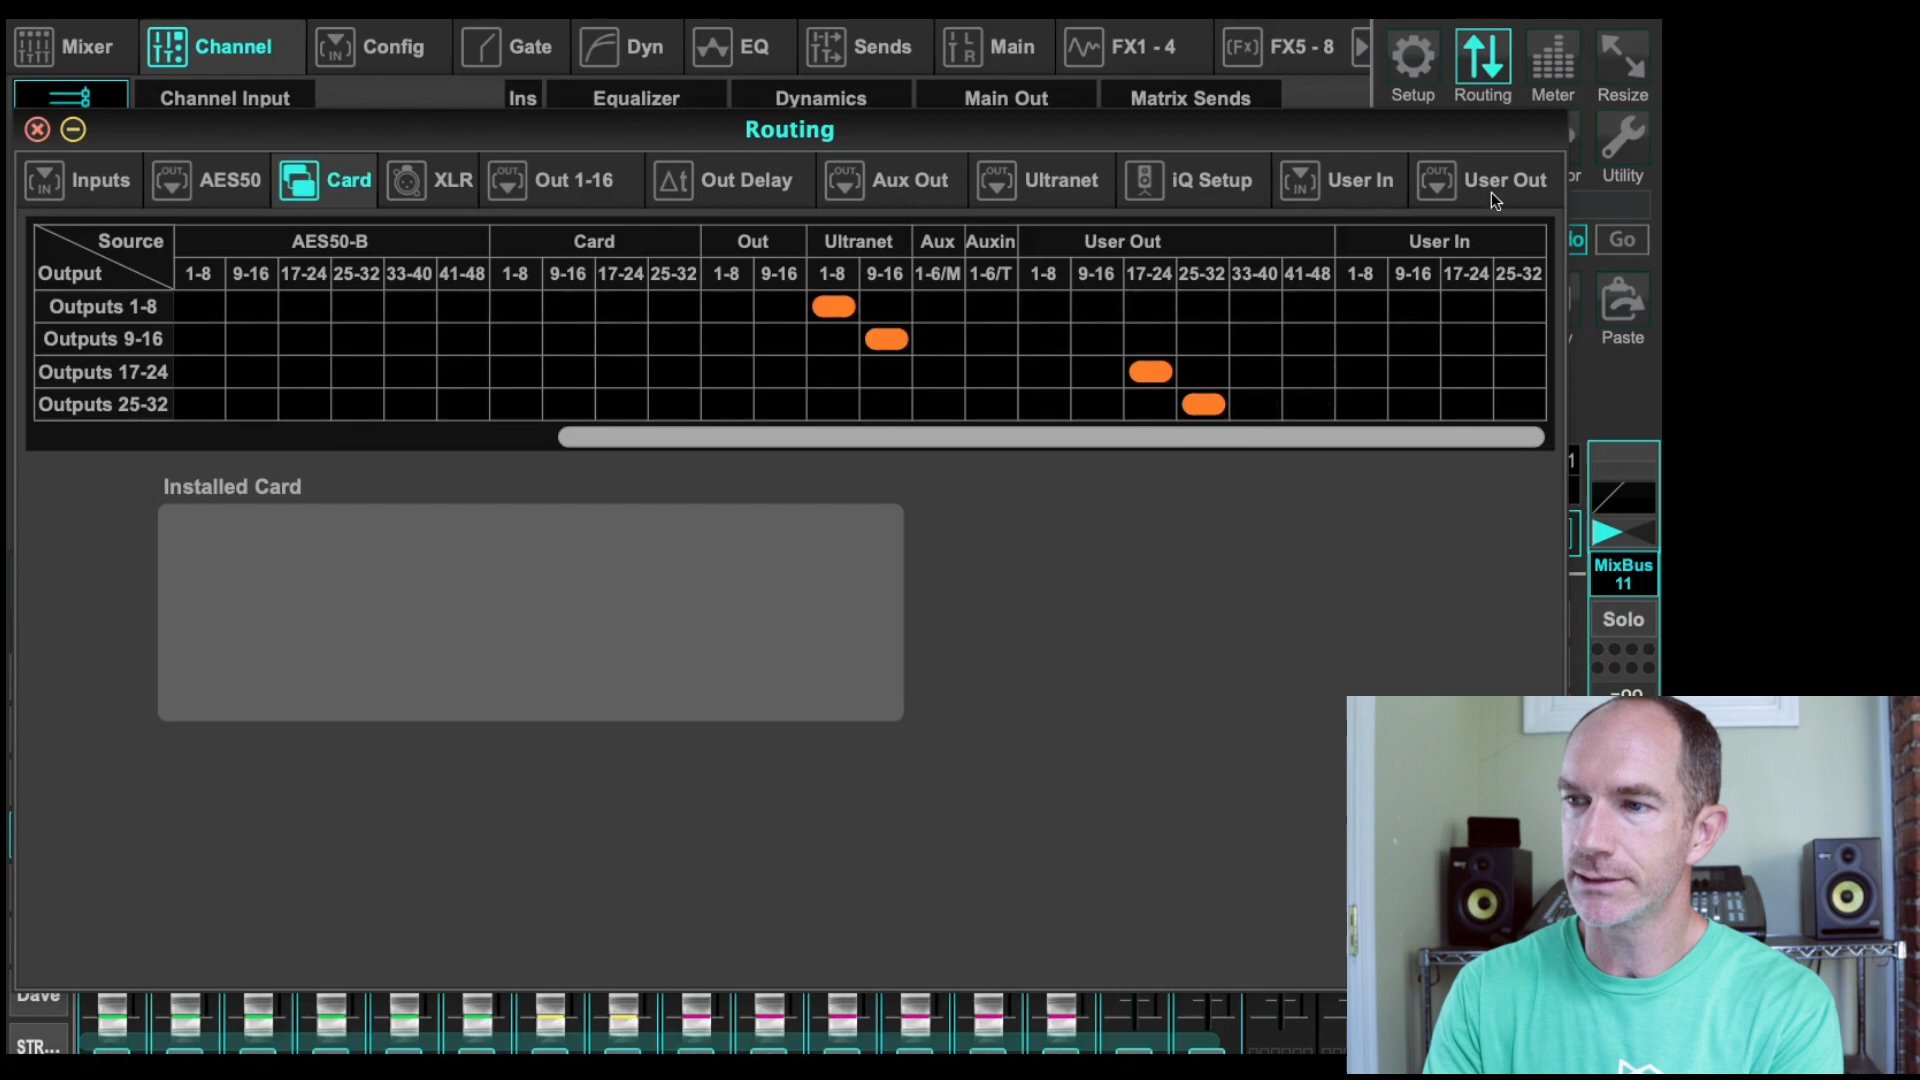 Mixer Channel Config Gate Dyn EQ Sends Main FX1 - 4 FX5 - 8
Setup Routing Meter Resize
Channel Input Ins Equalizer Dynamics Main Out Matrix Sends
Routing
Inputs AES50 Card XLR Out 1-16 Out Delay Aux Out Ultranet iQ Setup User In User Out
Utility
Source AES50-B Card Out Ultranet Aux Auxin User Out User In
Go
Output 1-8 9-16 17-24 25-32 33-40 41-48 1-8 9-16 17-24 25-32 1-8 9-16 1-8 9-16 1-6/M 1-6/T 1-8 9-16 17-24 25-32 33-40 41-48 1-8 9-16 17-24 25-32
Outputs 1-8
Outputs 9-16
Paste
Outputs 17-24
Outputs 25-32
Installed Card
MixBus
11
Solo
-oo
Dave
STR...